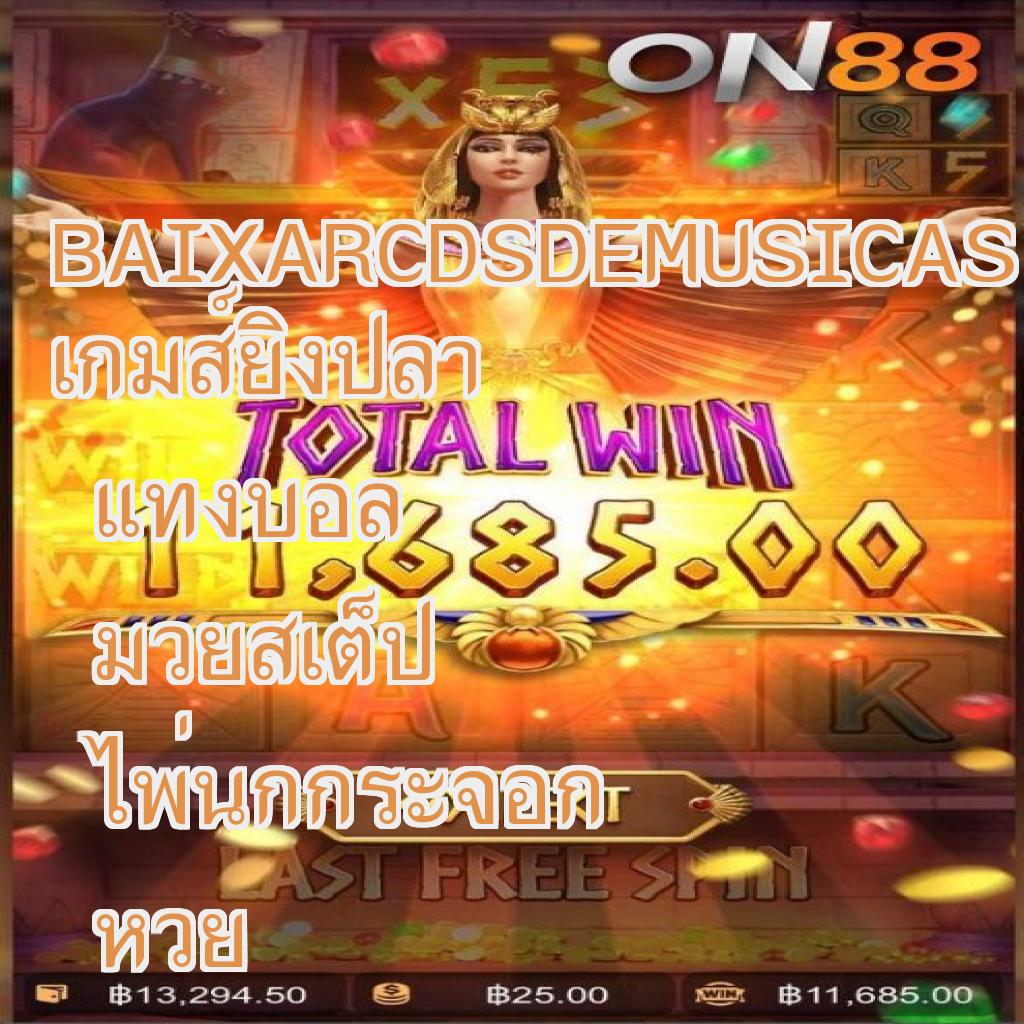 ON88
x53
Q
K 5
BAIXARCDSDEMUSICAS
เกมส์ยิงปลา
TOTAL WIN
แทงบอล
11,685.00
มวยสเต็ป
A K
ไพ่นกกระจอก
LAST FREE SPIN
หวย
฿13,294.50 ฿25.00 WIN ฿11,685.00